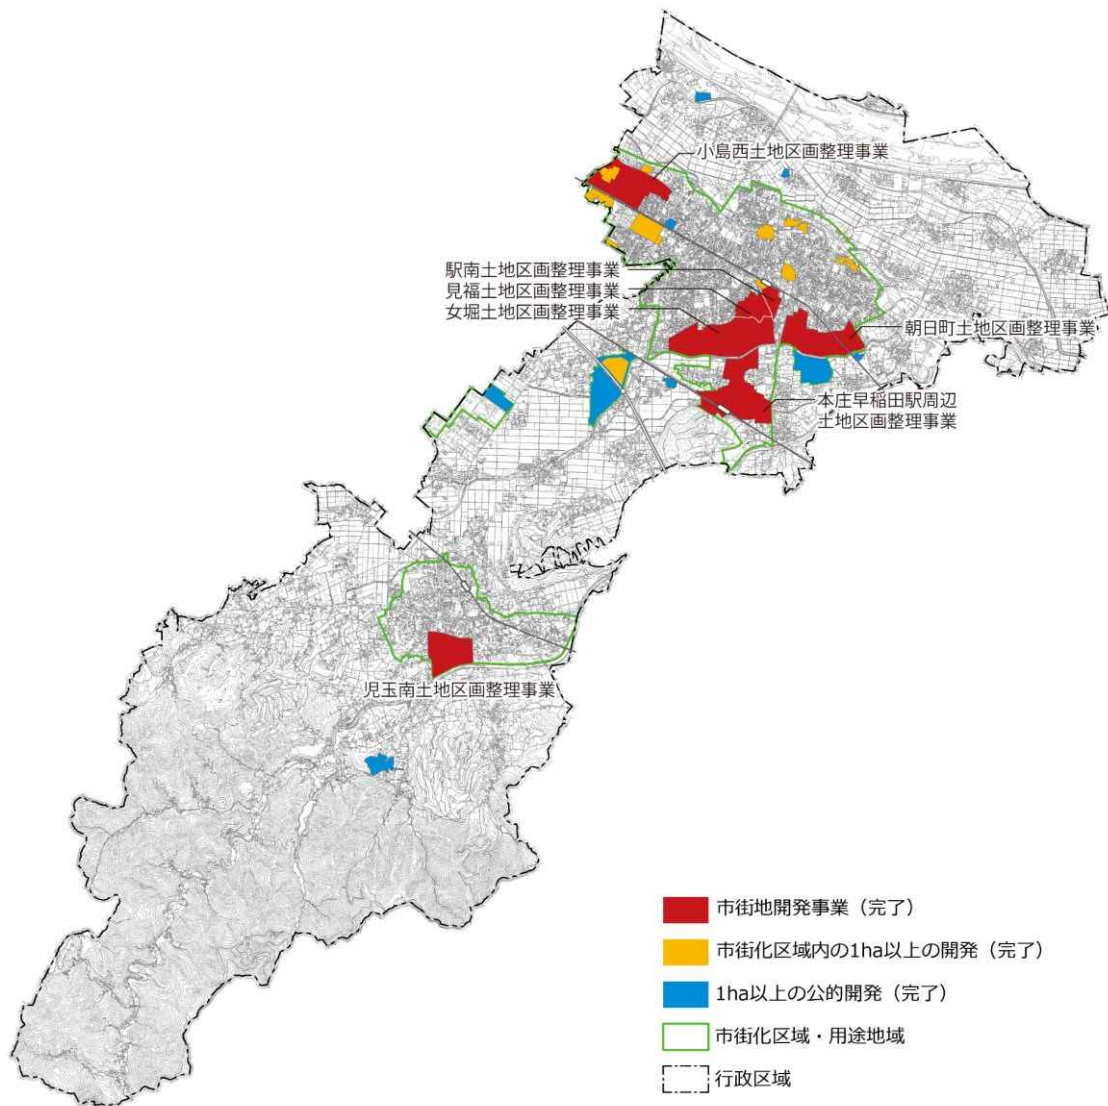 小島西土地区画整理事業
駅南土地区画整理事業
見福土地区画整理事業
女堀土地区画整理事業
朝日町土地区画整理事業
本庄早稲田駅周辺
土地区画整理事業
児玉南土地区画整理事業
市街地開発事業（完了）
市街化区域内の1ha以上の開発（完了）
1ha以上の公的開発（完了）
市街化区域・用途地域
行政区域